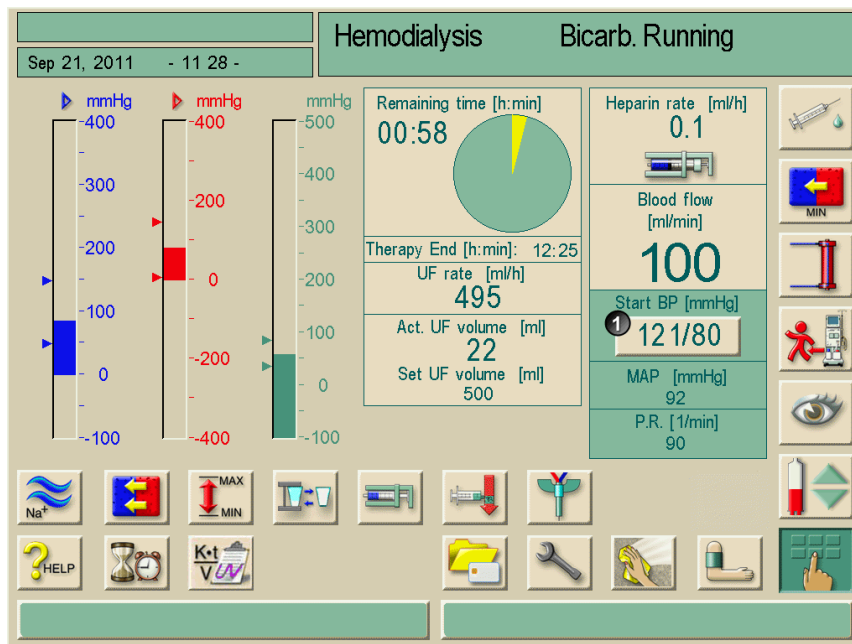 Hemodialysis Bicarb. Running
Sep 21, 2011 - 11 28 -
mmHg
400
300
200
100
0
-100
mmHg
400
200
0
-200
-400
mmHg
500
400
300
200
100
0
-100
Remaining time [h:min]
00:58
Therapy End [h:min]: 12:25
UF rate [ml/h]
495
Act. UF volume [ml]
22
Set UF volume [ml]
500
Heparin rate [ml/h]
0.1
Blood flow
[ml/min]
100
Start BP [mmHg]
1
121/80
MAP [mmHg]
92
P.R. [1/min]
90
MIN
Na+
MAX
MIN
? HELP
K•t
V